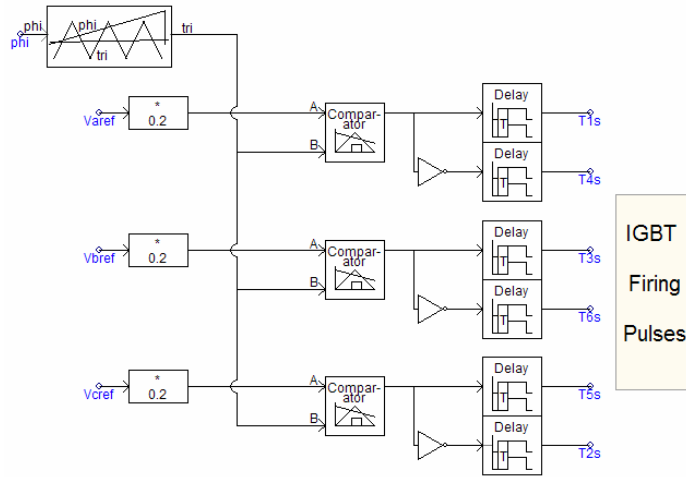 phi
phi
phi
tri
tri
Varef
*
0.2
A
B
Compar-
ator
Delay
T
T1s
Delay
T
T4s
Vbref
*
0.2
A
B
Compar-
ator
Delay
T
T3s
Delay
T
T6s
Vcref
*
0.2
A
B
Compar-
ator
Delay
T
T5s
Delay
T
T2s
IGBT
Firing
Pulses